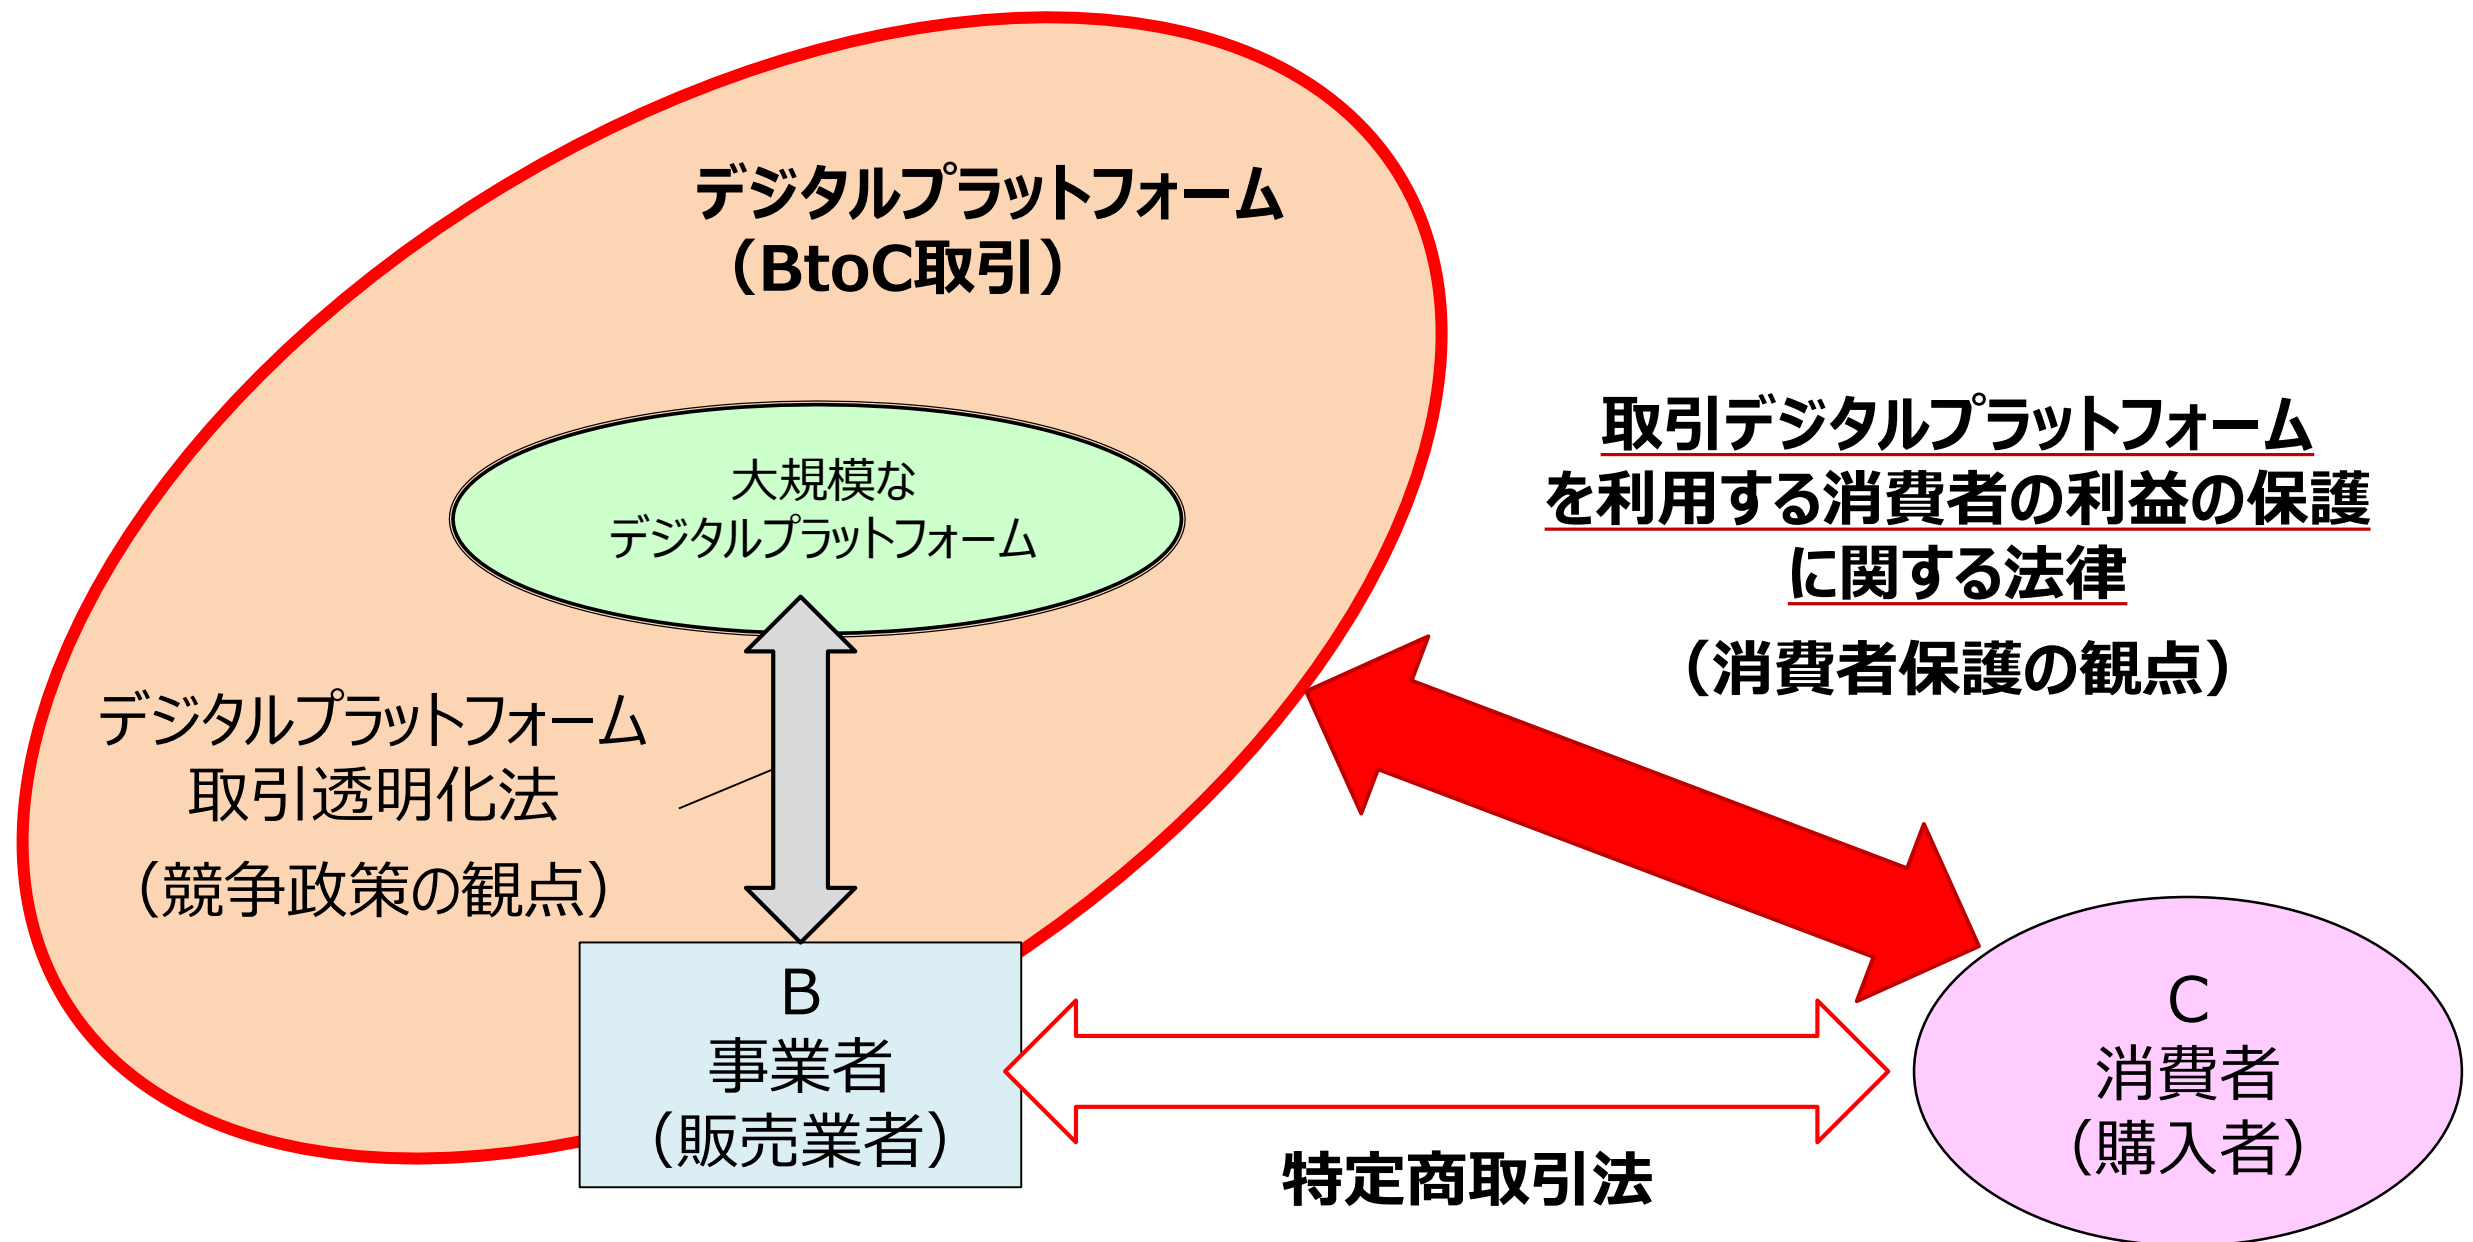 デジタルプラットフォーム
（BtoC取引）
大規模な
デジタルプラットフォーム
取引デジタルプラットフォーム
を利用する消費者の利益の保護
に関する法律
（消費者保護の観点）
デジタルプラットフォーム
取引透明化法
（競争政策の観点）
B
事業者
（販売業者）
C
消費者
（購入者）
特定商取引法